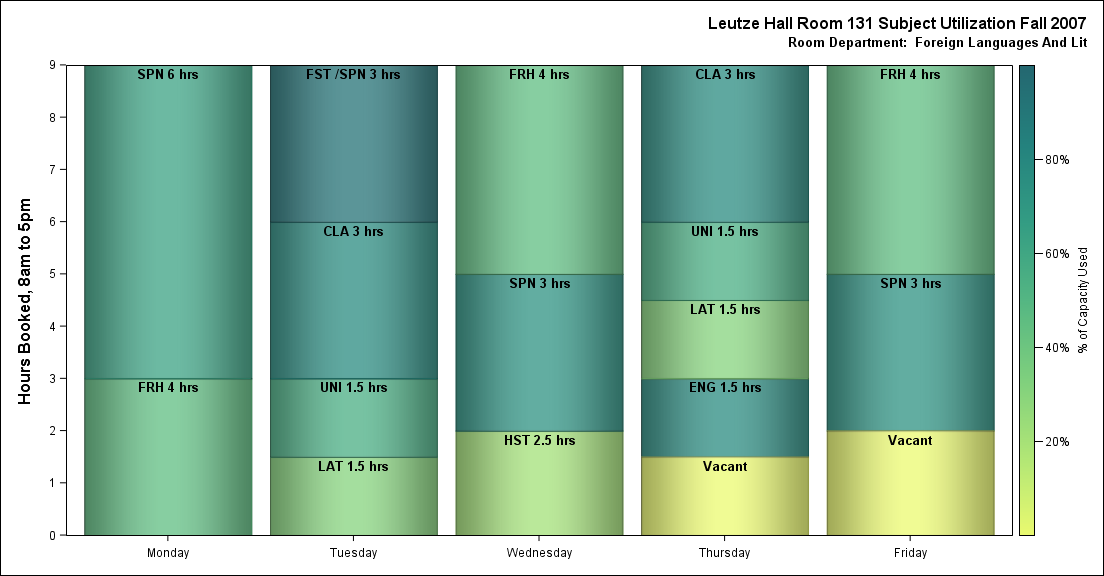 Leutze Hall Room 131 Subject Utilization Fall 2007
Room Department:  Foreign Languages And Lit
Hours Booked, 8am to 5pm
9
8
7
6
5
4
3
2
1
0
SPN 6 hrs
FRH 4 hrs
Monday
FST /SPN 3 hrs
CLA 3 hrs
UNI 1.5 hrs
LAT 1.5 hrs
Tuesday
FRH 4 hrs
SPN 3 hrs
HST 2.5 hrs
Wednesday
CLA 3 hrs
UNI 1.5 hrs
LAT 1.5 hrs
ENG 1.5 hrs
Vacant
Thursday
FRH 4 hrs
SPN 3 hrs
Vacant
Friday
80%
60%
40%
20%
% of Capacity Used